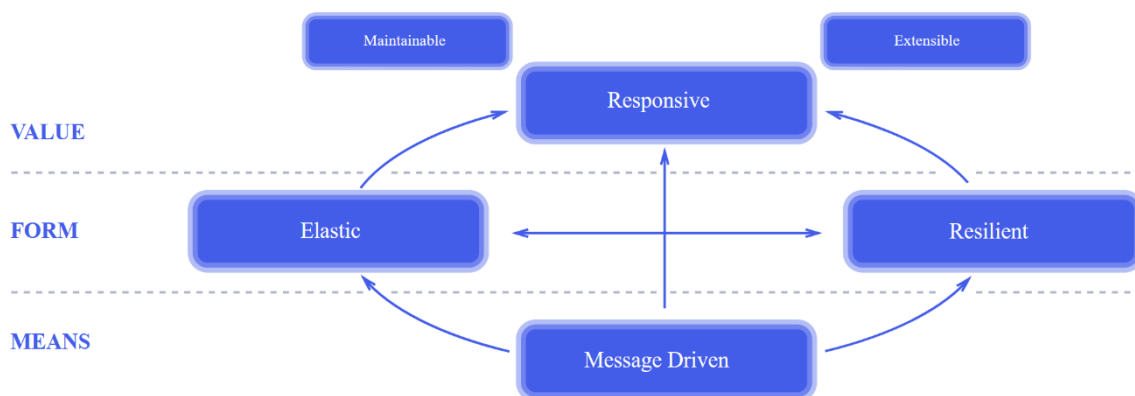 Maintainable
Extensible
Responsive
VALUE
FORM
Elastic
Resilient
MEANS
Message Driven